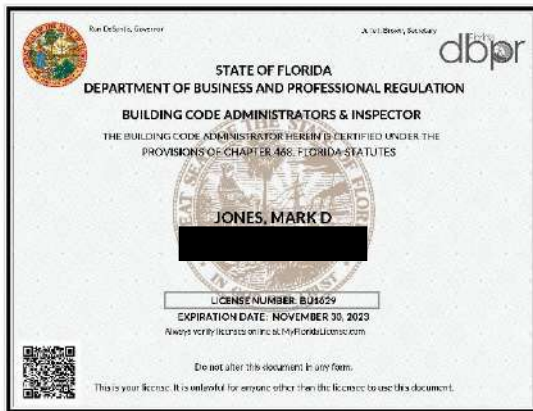 Ron DeSantis, Governor
Secretary
dbpr
STATE OF FLORIDA
DEPARTMENT OF BUSINESS AND PROFESSIONAL REGULATION
BUILDING CODE ADMINISTRATORS & INSPECTOR
THE BUILDING CODE ADMINISTRATOR HEREIN IS CERTIFIED UNDER THE
PROVISIONS OF CHAPTER 468, FLORIDA STATUTES
JONES, MARK D
LICENSE NUMBER: BU1629
EXPIRATION DATE: NOVEMBER 30, 2023
Always verify licenses online at MyFloridaLicense.com
Do not alter this document in any form.
This is your license. It is unlawful for anyone other than the licensee to use this document.